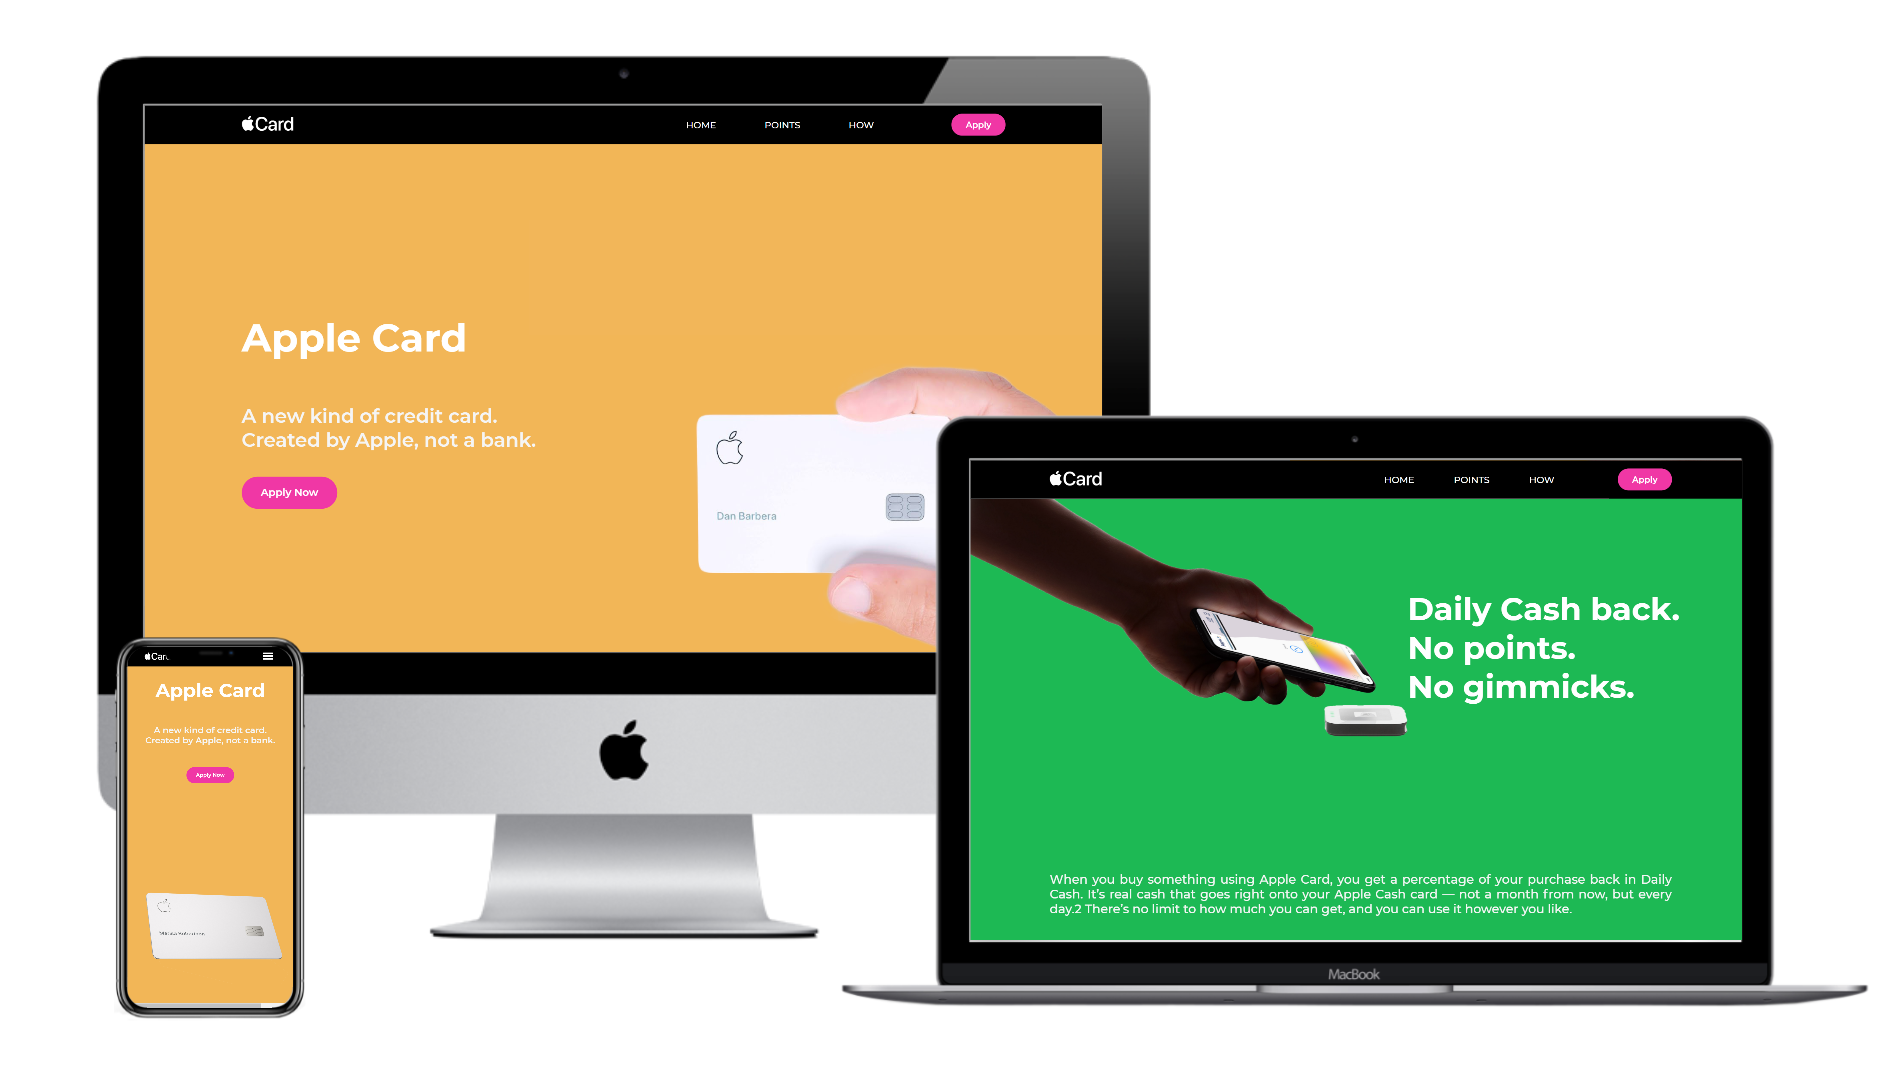 Card
HOME
POINTS
HOW
Apply
Apple Card
A new kind of credit card.
Created by Apple, not a bank.
Apply Now
Dan Barbera
Card
HOME
POINTS
HOW
Apply
Daily Cash back.
No points.
No gimmicks.
When you buy something using Apple Card, you get a percentage of your purchase back in Daily
Cash. It's real cash that goes right onto your Apple Cash card — not a month from now, but every
day.2 There's no limit to how much you can get, and you can use it however you like.
MacBook
Apple Card
A new kind of credit card.
Created by Apple, not a bank.
Apply Now